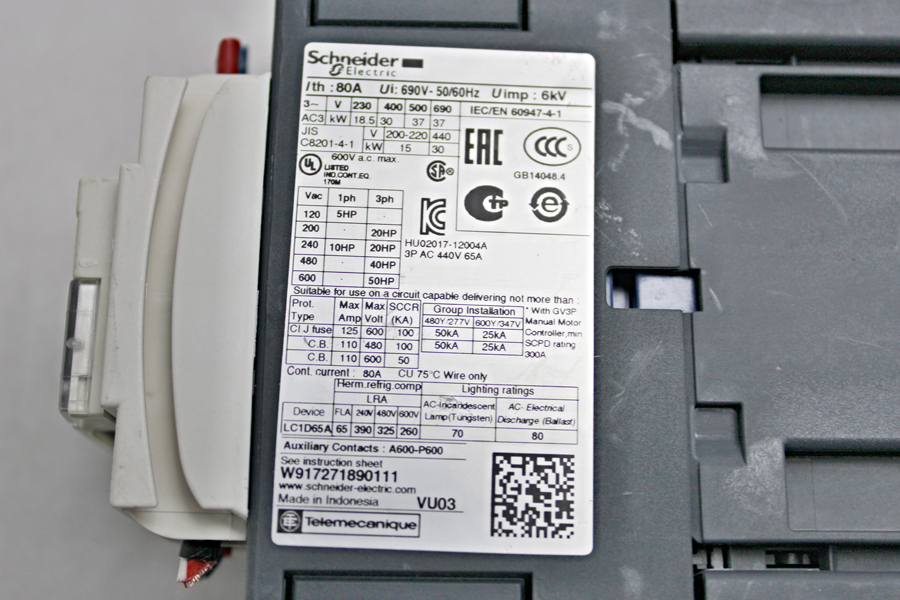 Schneider
Electric
Ith : 80A Ui: 690V- 50/60Hz Uimp : 6kV
3~ V 230 400 500 690 IEC/EN 60947-4-1
AC3 kW 18.5 30 37 37
JIS C8201-4-1 V 200-220 440
kW 15 30
EAC
CCC S
GB14048.4
600V a.c. max.
UL LISTED
IND.CONT.EQ.
170M
SA
Vac 1ph 3ph
120 5HP
200 20HP
240 10HP 20HP
480 40HP
600 50HP
KC
HU02017-12004A
3P AC 440V 65A
Suitable for use on a circuit capable delivering not more than :
Prot. Type Max Amp Max Volt SCCR (KA)
Cl J fuse 125 600 100
C.B. 110 480 100
C.B. 110 600 50
Group Installation
480Y/277V 600Y/347V
50kA 25kA
50kA 25kA
* With GV3P
Manual Motor
Controller,min
SCPD rating
300A
Cont. current : 80A CU 75°C Wire only
Herm.refrig.comp Lighting ratings
LRA
Device FLA 240V 480V 600V AC-Incandescent Lamp(Tungsten) AC- Electrical Discharge (Ballast)
LC1D65A 65 390 325 260 70 80
Auxiliary Contacts : A600-P600
See instruction sheet
W917271890111
www.schneider-electric.com
Made in Indonesia VU03
Telemecanique